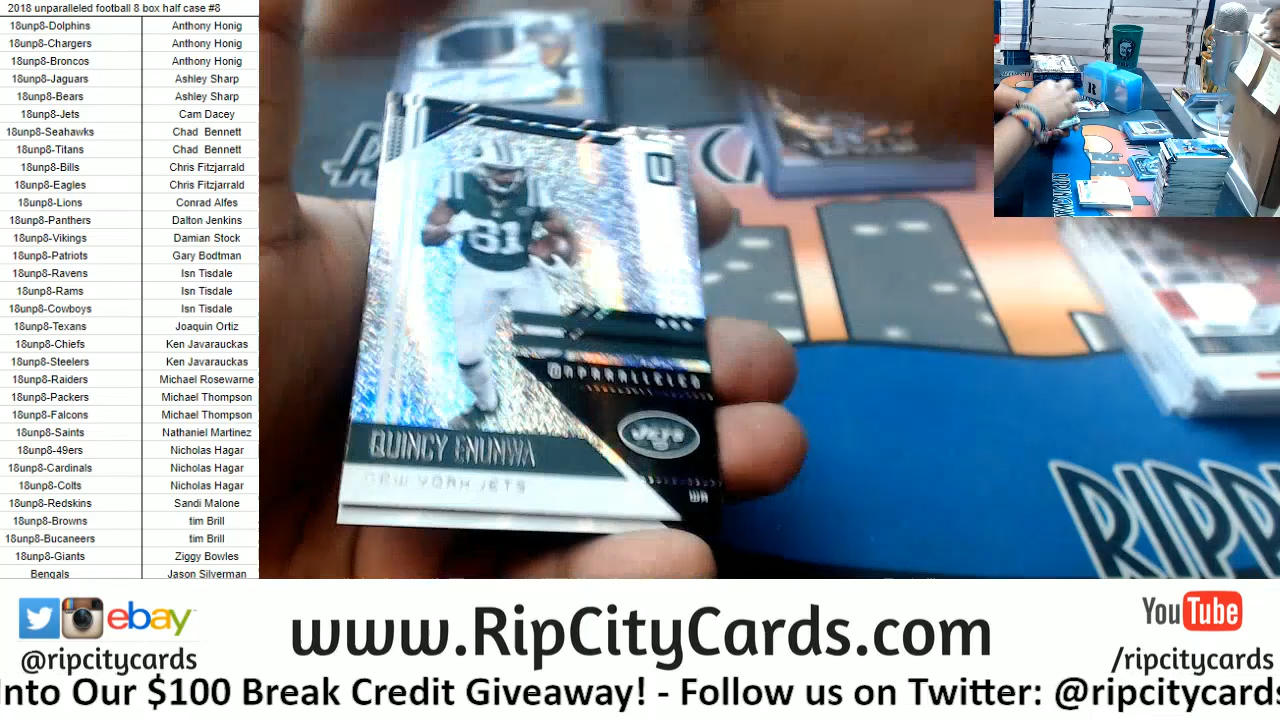 2018 unparalleled football 8 box half case #8
18unp8-Dolphins Anthony Honig
18unp8-Chargers Anthony Honig
18unp8-Broncos Anthony Honig
18unp8-Jaguars Ashley Sharp
18unp8-Bears Ashley Sharp
18unp8-Jets Cam Dacey
18unp8-Seahawks Chad Bennett
18unp8-Titans Chad Bennett
18unp8-Bills Chris Fitzjarrald
18unp8-Eagles Chris Fitzjarrald
18unp8-Lions Conrad Alfes
18unp8-Panthers Dalton Jenkins
18unp8-Vikings Damian Stock
18unp8-Patriots Gary Bodtman
18unp8-Ravens Isn Tisdale
18unp8-Rams Isn Tisdale
18unp8-Cowboys Isn Tisdale
18unp8-Texans Joaquin Ortiz
18unp8-Chiefs Ken Javarauckas
18unp8-Steelers Ken Javarauckas
18unp8-Raiders Michael Rosewarne
18unp8-Packers Michael Thompson
18unp8-Falcons Michael Thompson
18unp8-Saints Nathaniel Martinez
18unp8-49ers Nicholas Hagar
18unp8-Cardinals Nicholas Hagar
18unp8-Colts Nicholas Hagar
18unp8-Redskins Sandi Malone
18unp8-Browns tim Brill
18unp8-Bucaneers tim Brill
18unp8-Giants Ziggy Bowles
Bengals Jason Silverman
81
UNPARALLELED
JETS
QUINCY ENUNWA
NEW YORK JETS
WR
RIPP
ebay
@ripcitycards
www.RipCityCards.com
YouTube
/ripcitycards
Into Our $100 Break Credit Giveaway! - Follow us on Twitter: @ripcitycards